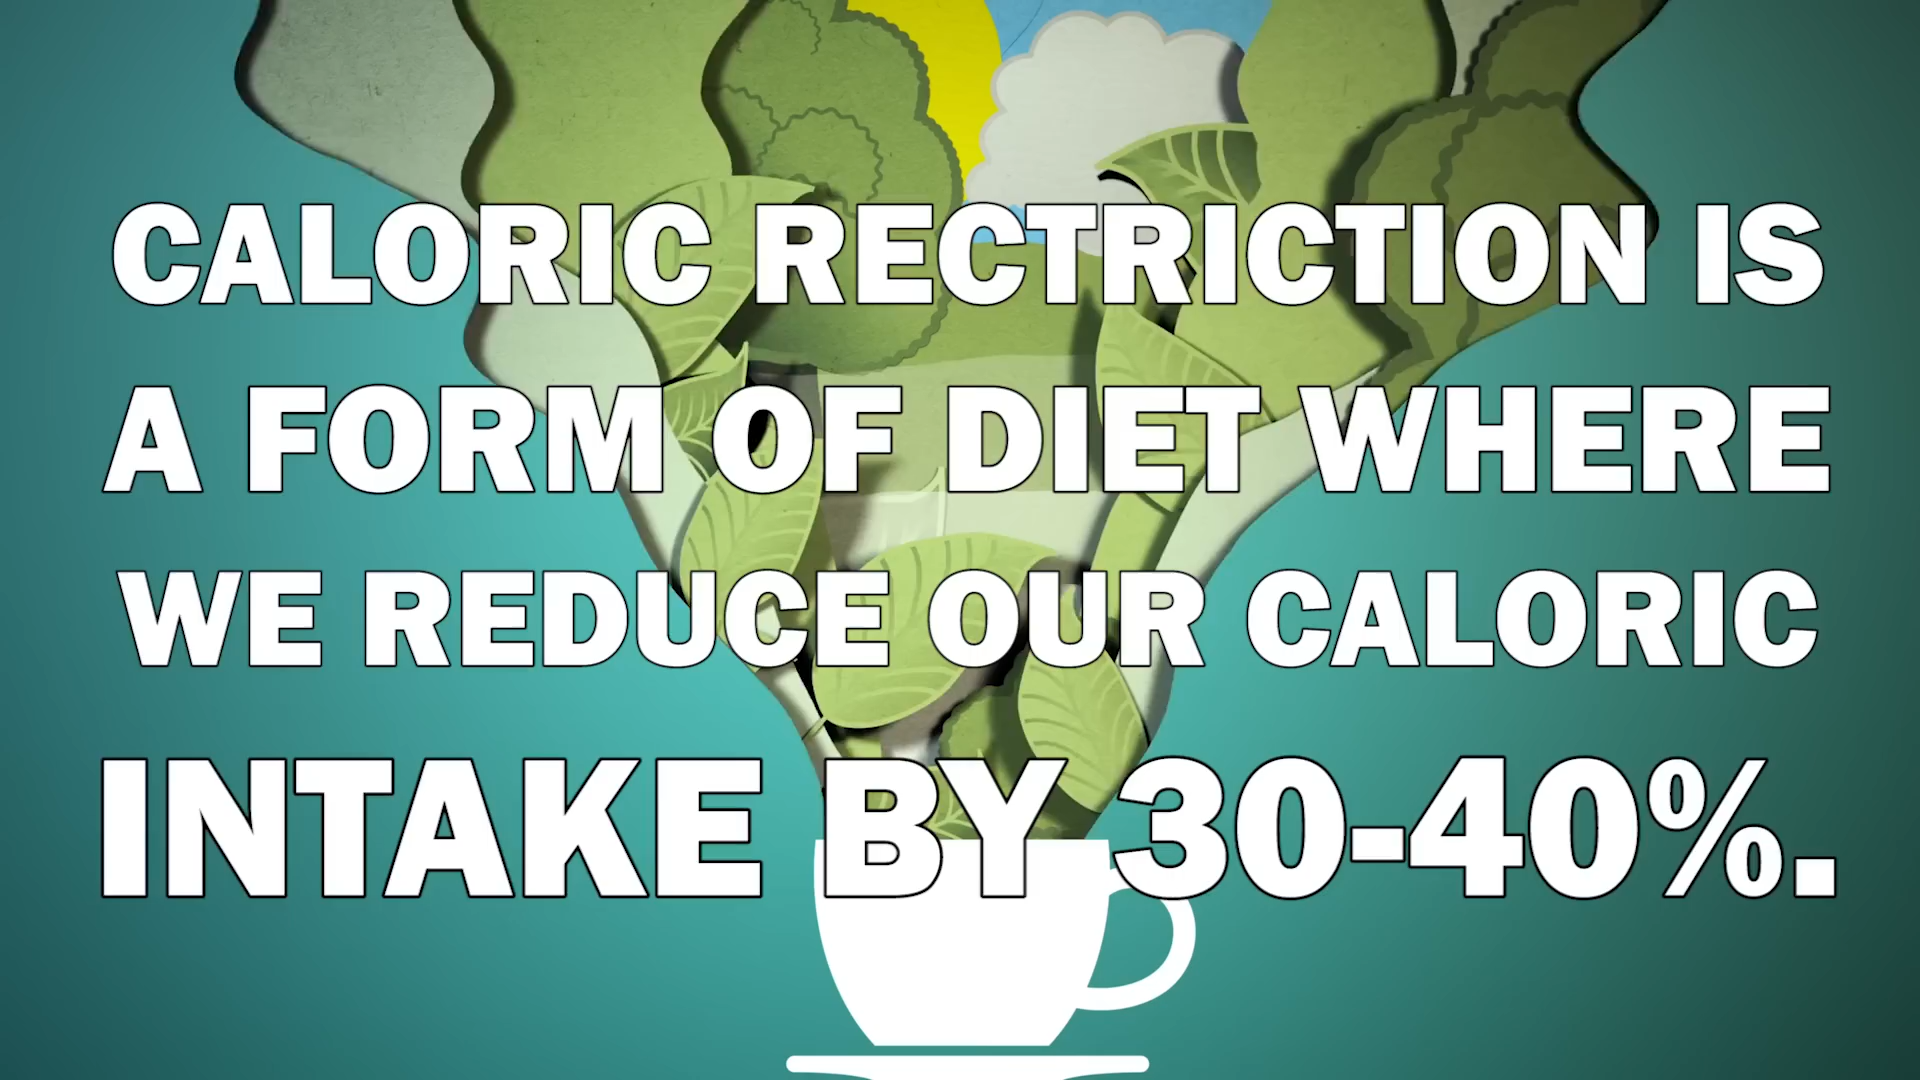 CALORIC RECTRICTION IS
A FORM OF DIET WHERE
WE REDUCE OUR CALORIC
INTAKE BY 30-40%.